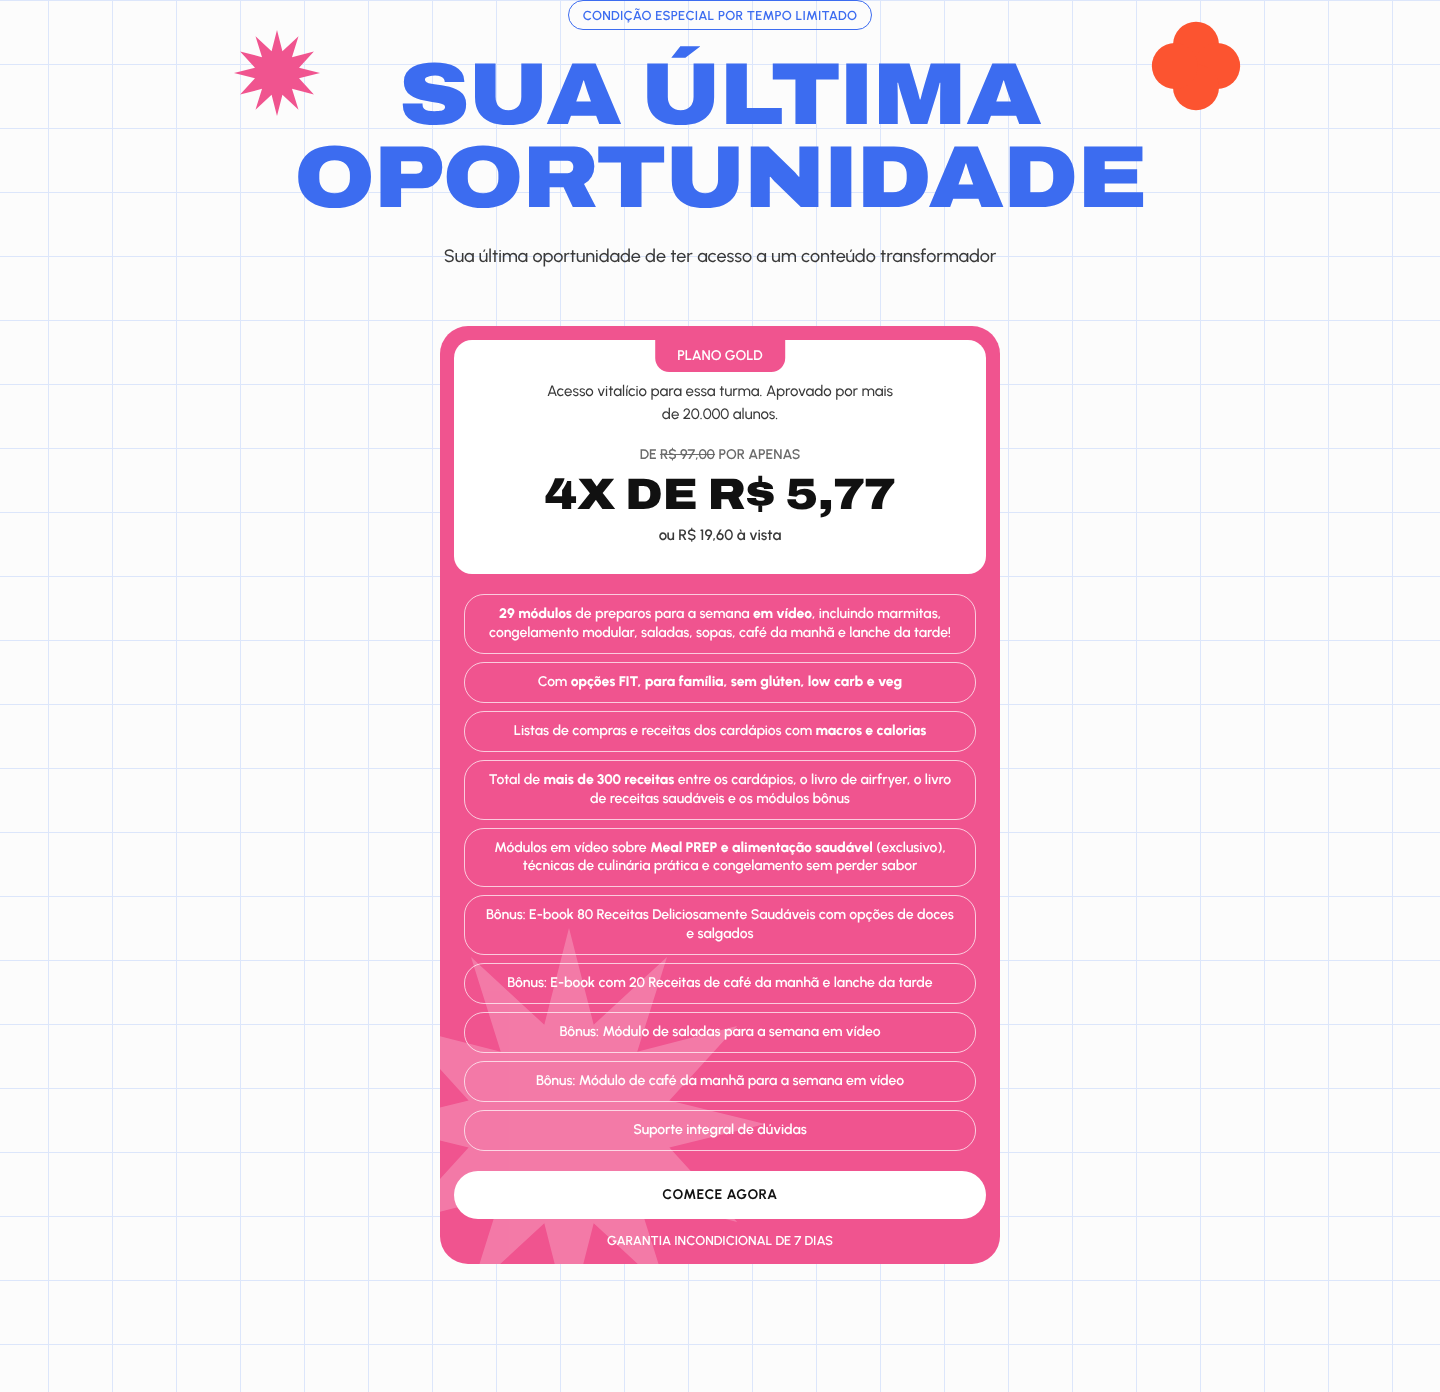 CONDIÇÃO ESPECIAL POR TEMPO LIMITADO
SUA ÚLTIMA
OPORTUNIDADE
Sua última oportunidade de ter acesso a um conteúdo transformador
PLANO GOLD
Acesso vitalício para essa turma. Aprovado por mais
de 20.000 alunos.
DE R$ 97,00 POR APENAS
4X DE R$ 5,77
ou R$ 19,60 à vista
29 módulos de preparos para a semana em vídeo, incluindo marmitas,
congelamento modular, saladas, sopas, café da manhã e lanche da tarde!
Com opções FIT, para família, sem glúten, low carb e veg
Listas de compras e receitas dos cardápios com macros e calorias
Total de mais de 300 receitas entre os cardápios, o livro de airfryer, o livro
de receitas saudáveis e os módulos bônus
Módulos em vídeo sobre Meal PREP e alimentação saudável (exclusivo),
técnicas de culinária prática e congelamento sem perder sabor
Bônus: E-book 80 Receitas Deliciosamente Saudáveis com opções de doces
e salgados
Bônus: E-book com 20 Receitas de café da manhã e lanche da tarde
Bônus: Módulo de saladas para a semana em vídeo
Bônus: Módulo de café da manhã para a semana em vídeo
Suporte integral de dúvidas
COMECE AGORA
GARANTIA INCONDICIONAL DE 7 DIAS